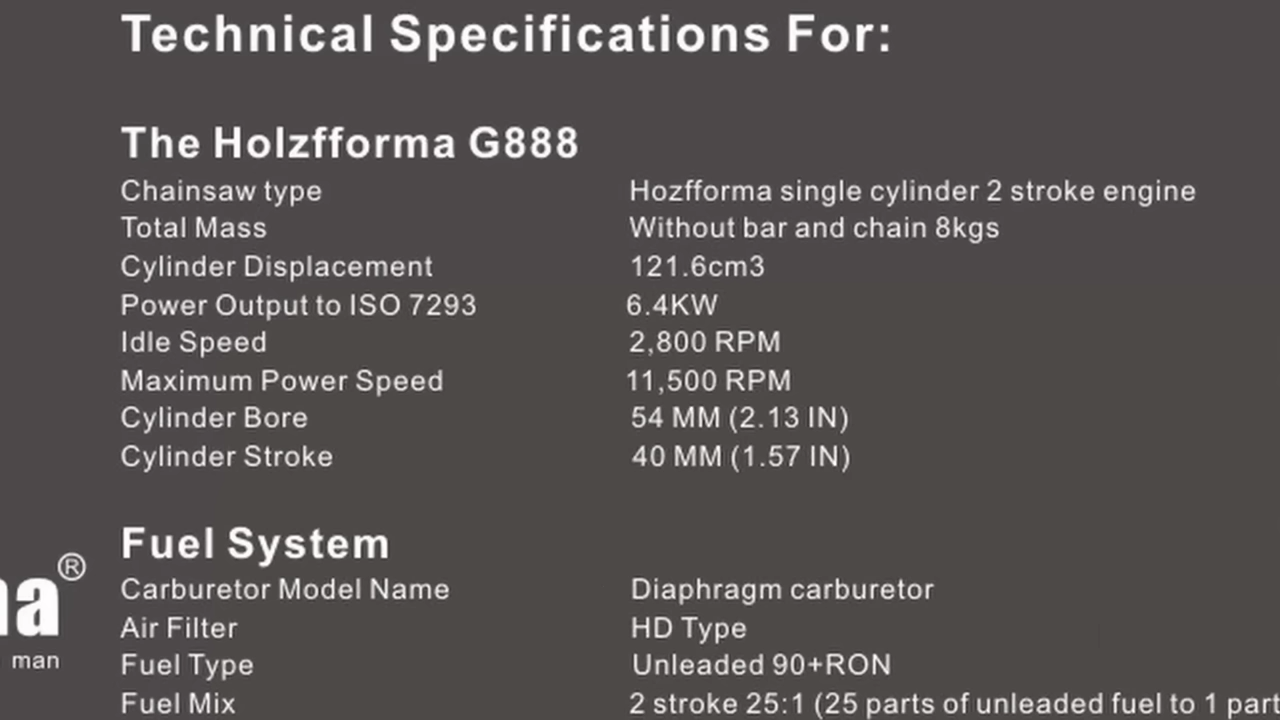 Technical Specifications For:
The Holzfforma G888
Chainsaw type Hozfforma single cylinder 2 stroke engine
Total Mass Without bar and chain 8kgs
Cylinder Displacement 121.6cm3
Power Output to ISO 7293 6.4KW
Idle Speed 2,800 RPM
Maximum Power Speed 11,500 RPM
Cylinder Bore 54 MM (2.13 IN)
Cylinder Stroke 40 MM (1.57 IN)
Fuel System
Carburetor Model Name Diaphragm carburetor
Air Filter HD Type
Fuel Type Unleaded 90+RON
Fuel Mix 2 stroke 25:1 (25 parts of unleaded fuel to 1 part
na®
man